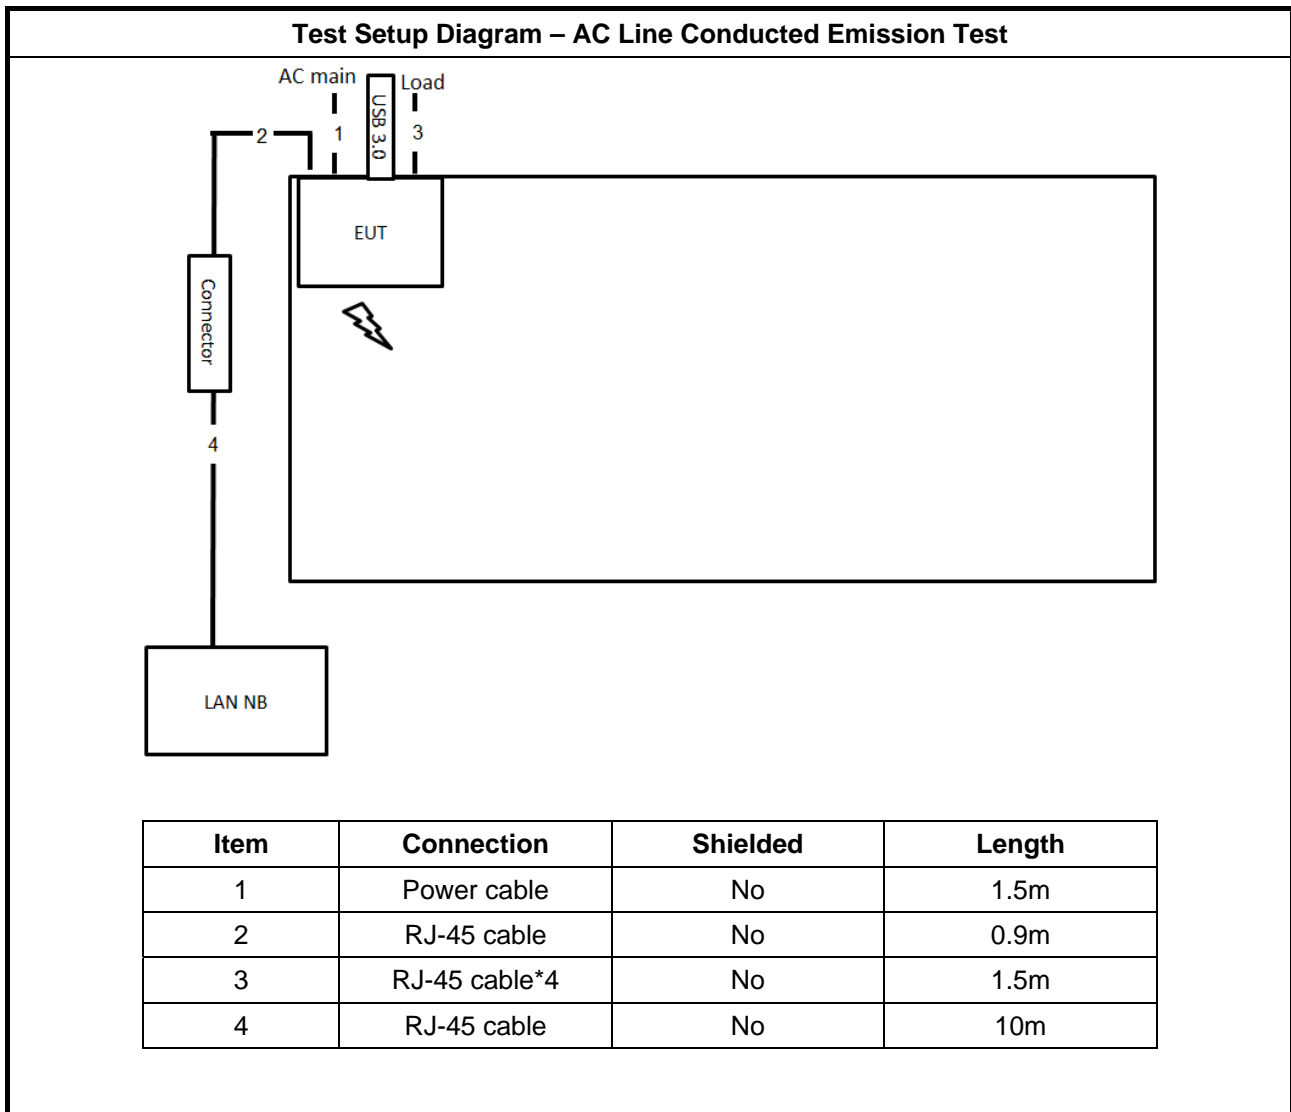 Test Setup Diagram – AC Line Conducted Emission Test
AC main
Load
USB 3.0
2
1
3
EUT
Connector
4
LAN NB
Item Connection Shielded Length
1 Power cable No 1.5m
2 RJ-45 cable No 0.9m
3 RJ-45 cable*4 No 1.5m
4 RJ-45 cable No 10m